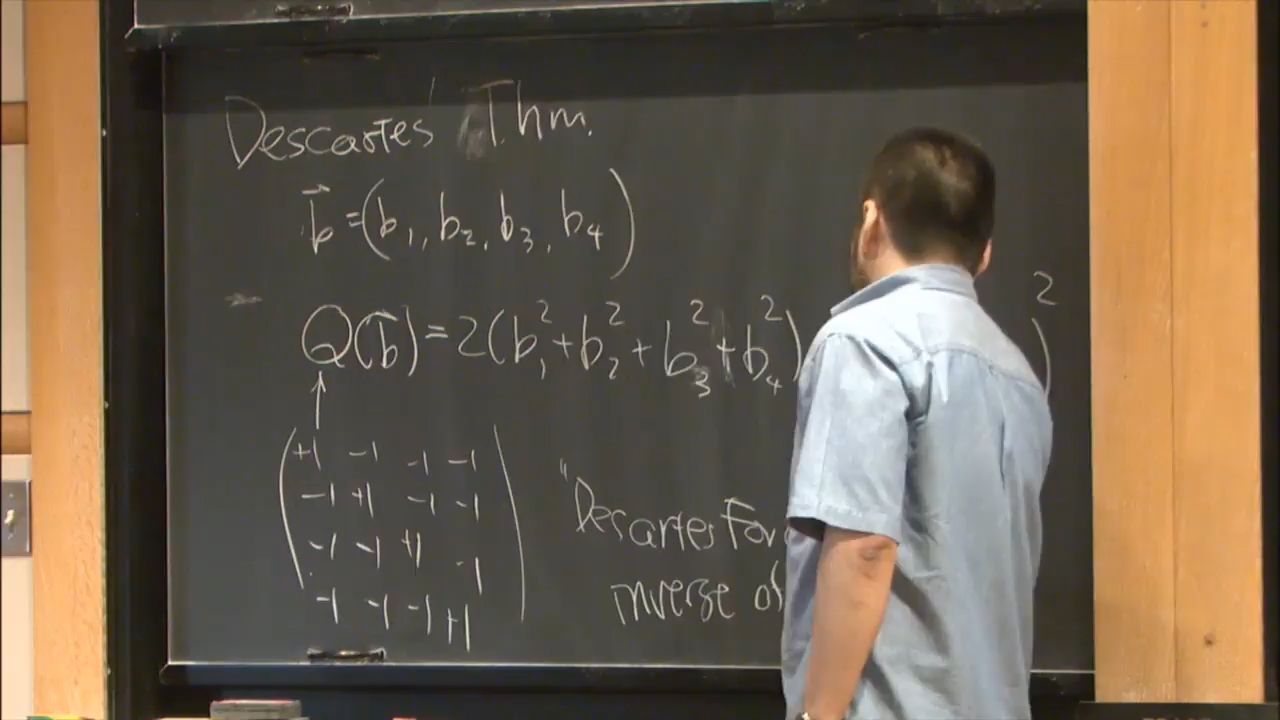 Descartes' Thm.
b⃗ = (b₁, b₂, b₃, b₄)
Q(b⃗) = 2(b₁² + b₂² + b₃² + b₄²) )²
+1 -1 -1 -1
-1 +1 -1 -1
-1 -1 +1 -1
-1 -1 -1 +1
"Descartes
inverse of